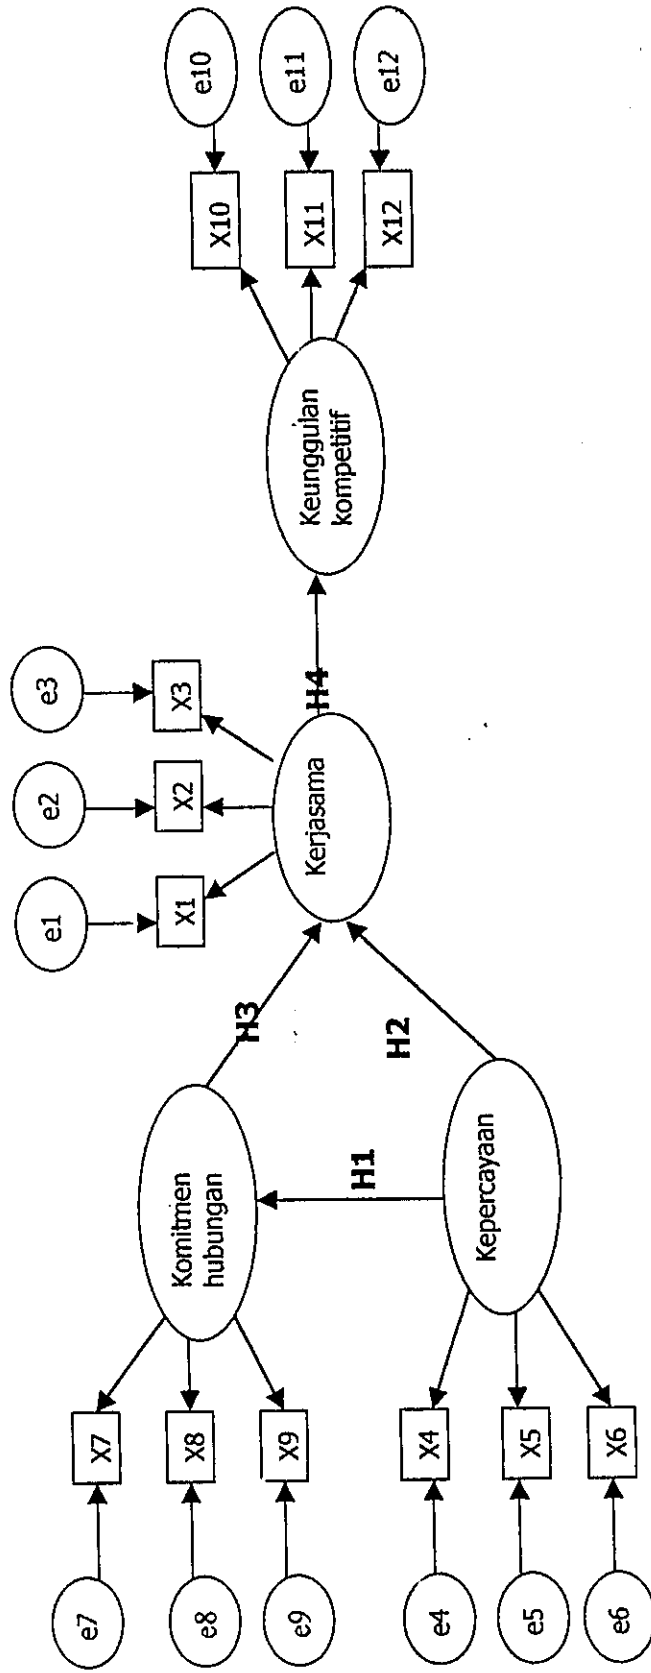 e7
X7
e8
X8
e9
X9
Komitmen
hubungan
H3
H1
e4
X4
e5
X5
e6
X6
Kepercayaan
H2
e1
X1
e2
X2
e3
X3
Kerjasama
H4
Keunggulan
kompetitif
X10
e10
X11
e11
X12
e12